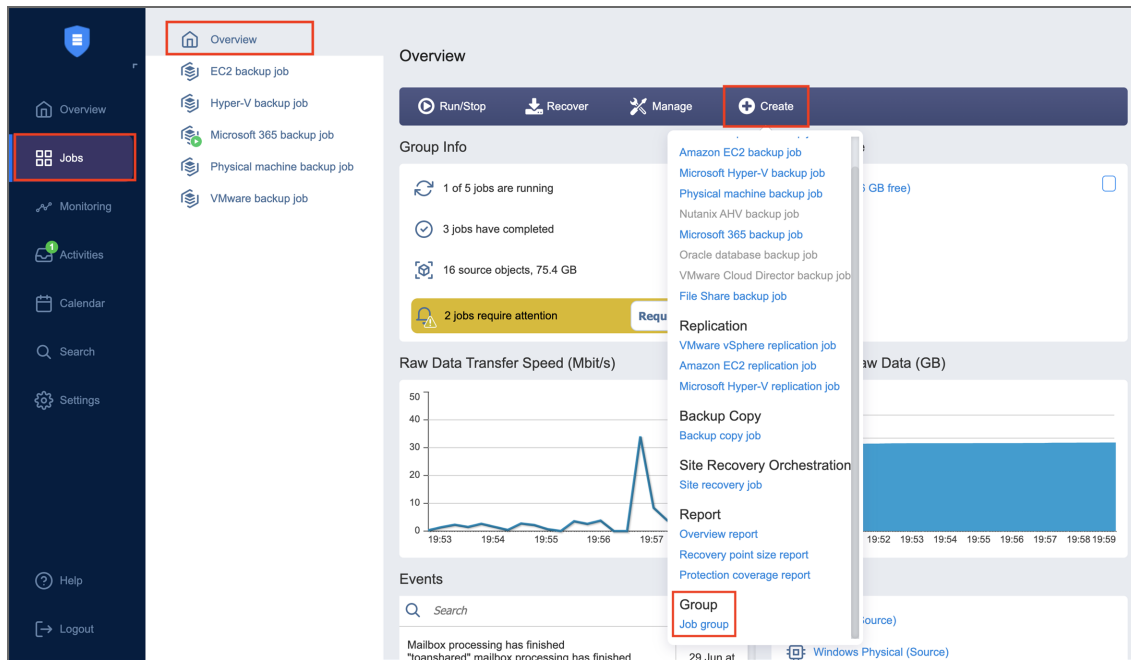 Overview
Jobs
Monitoring
1
Activities
Calendar
Search
Settings
Help
Logout
Overview
EC2 backup job
Hyper-V backup job
Microsoft 365 backup job
Physical machine backup job
VMware backup job
Overview
Run/Stop
Recover
Manage
Create
Group Info
1 of 5 jobs are running
3 jobs have completed
16 source objects, 75.4 GB
2 jobs require attention
Amazon EC2 backup job
Microsoft Hyper-V backup job
Physical machine backup job
Nutanix AHV backup job
Microsoft 365 backup job
Oracle database backup job
VMware Cloud Director backup job
File Share backup job
Replication
VMware vSphere replication job
Amazon EC2 replication job
Microsoft Hyper-V replication job
Backup Copy
Backup copy job
Site Recovery Orchestration
Site recovery job
Report
Overview report
Recovery point size report
Protection coverage report
Group
Job group
GB free)
Raw Data Transfer Speed (Mbit/s)
50
40
30
20
10
0
19:53 19:54 19:55 19:56 19:57
Data (GB)
19:52 19:53 19:54 19:55 19:56 19:57 19:58 19:59
Events
Search
Mailbox processing has finished
"toanshared" mailbox processing has finished
29 Jun at
Windows Physical (Source)